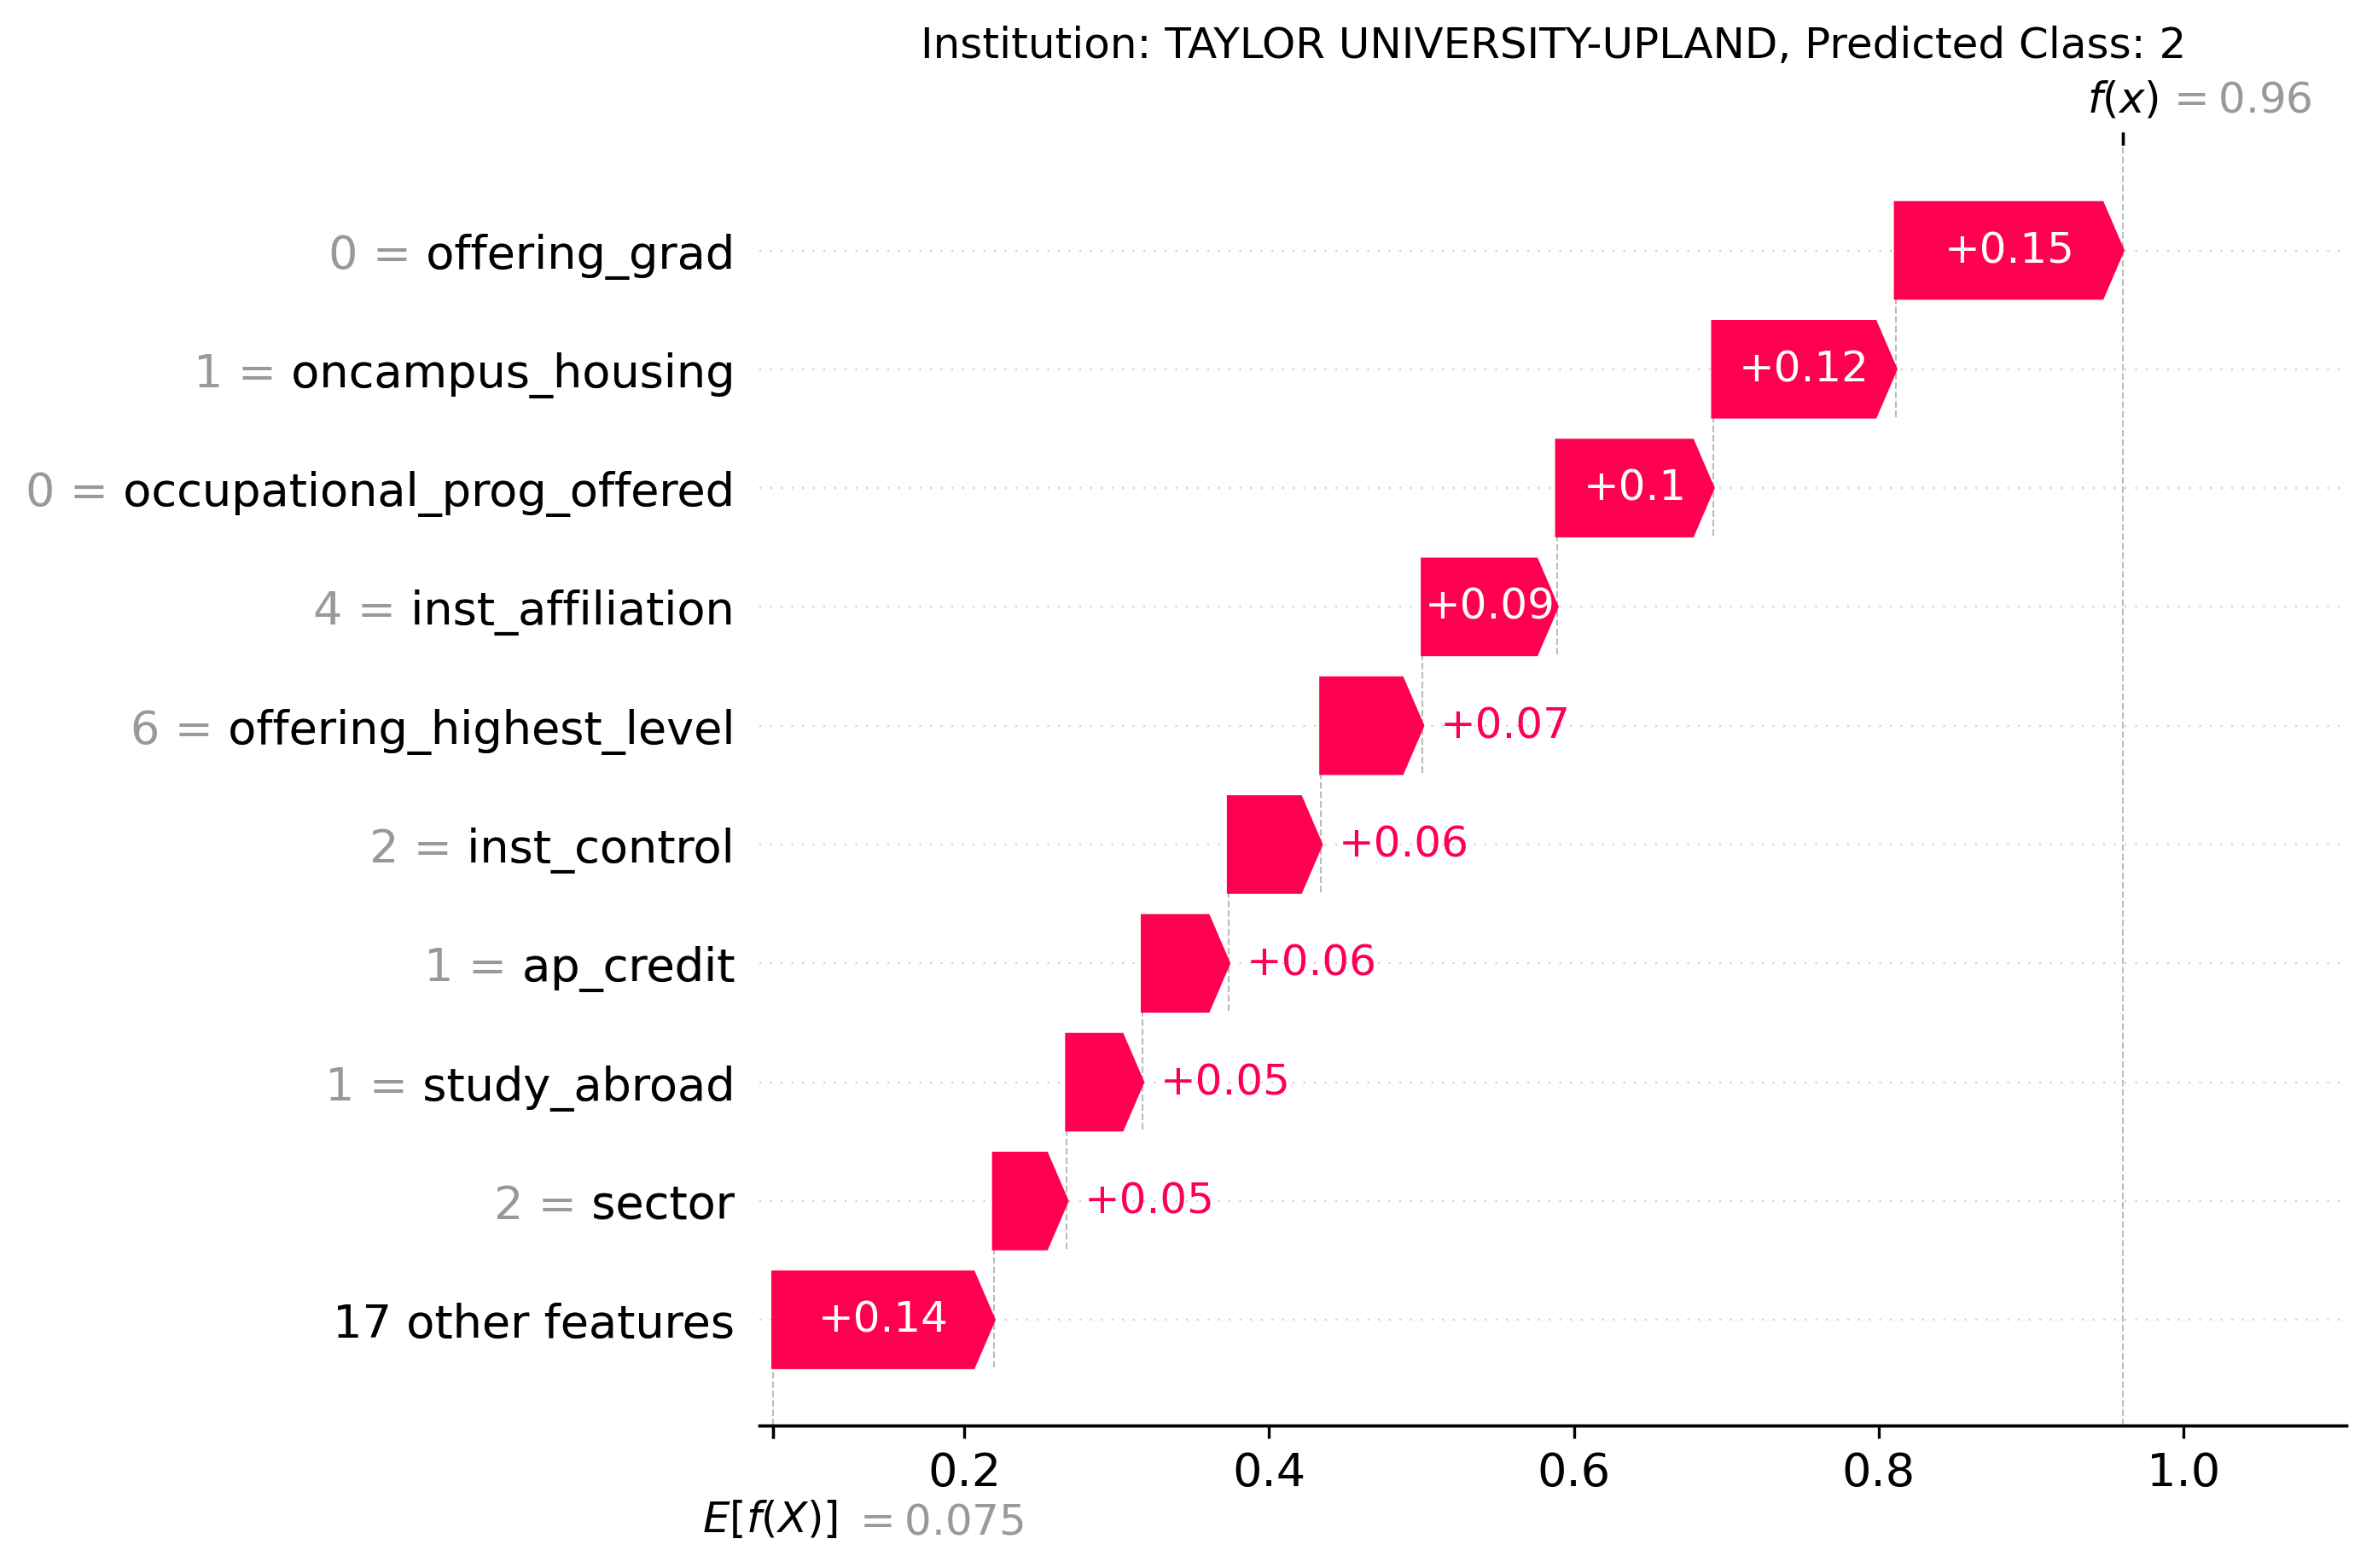 Institution: TAYLOR UNIVERSITY-UPLAND, Predicted Class: 2
f(x) = 0.96
0 = offering_grad +0.15
1 = oncampus_housing +0.12
0 = occupational_prog_offered +0.1
4 = inst_affiliation +0.09
6 = offering_highest_level +0.07
2 = inst_control +0.06
1 = ap_credit +0.06
1 = study_abroad +0.05
2 = sector +0.05
17 other features +0.14
0.2 0.4 0.6 0.8 1.0
E[f(X)] = 0.075